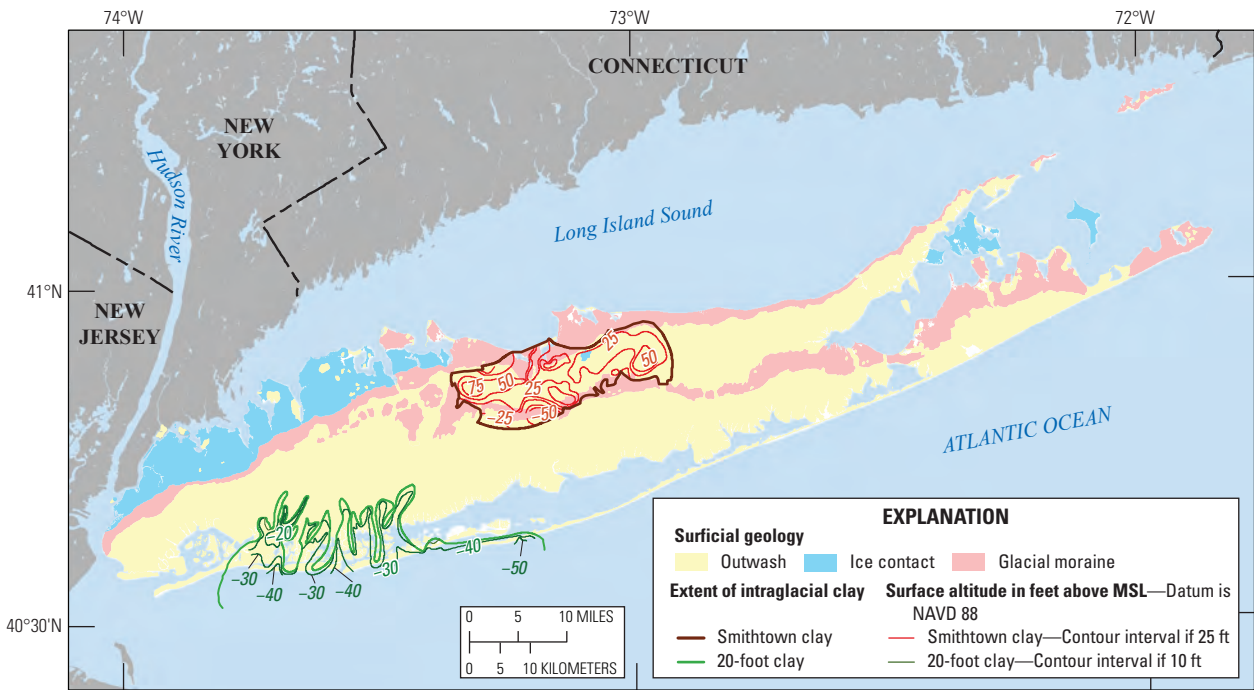 74°W
73°W
72°W
CONNECTICUT
NEW
YORK
Hudson River
Long Island Sound
41°N
NEW
JERSEY
25
50
75
50
25
−25
−50
ATLANTIC OCEAN
−20
−30
−40
−30
−40
−30
−40
−50
40°30'N
0 5 10 MILES
0 5 10 KILOMETERS
EXPLANATION
Surficial geology
Outwash
Ice contact
Glacial moraine
Extent of intraglacial clay
Smithtown clay
20-foot clay
Surface altitude in feet above MSL—Datum is
NAVD 88
Smithtown clay—Contour interval if 25 ft
20-foot clay—Contour interval if 10 ft